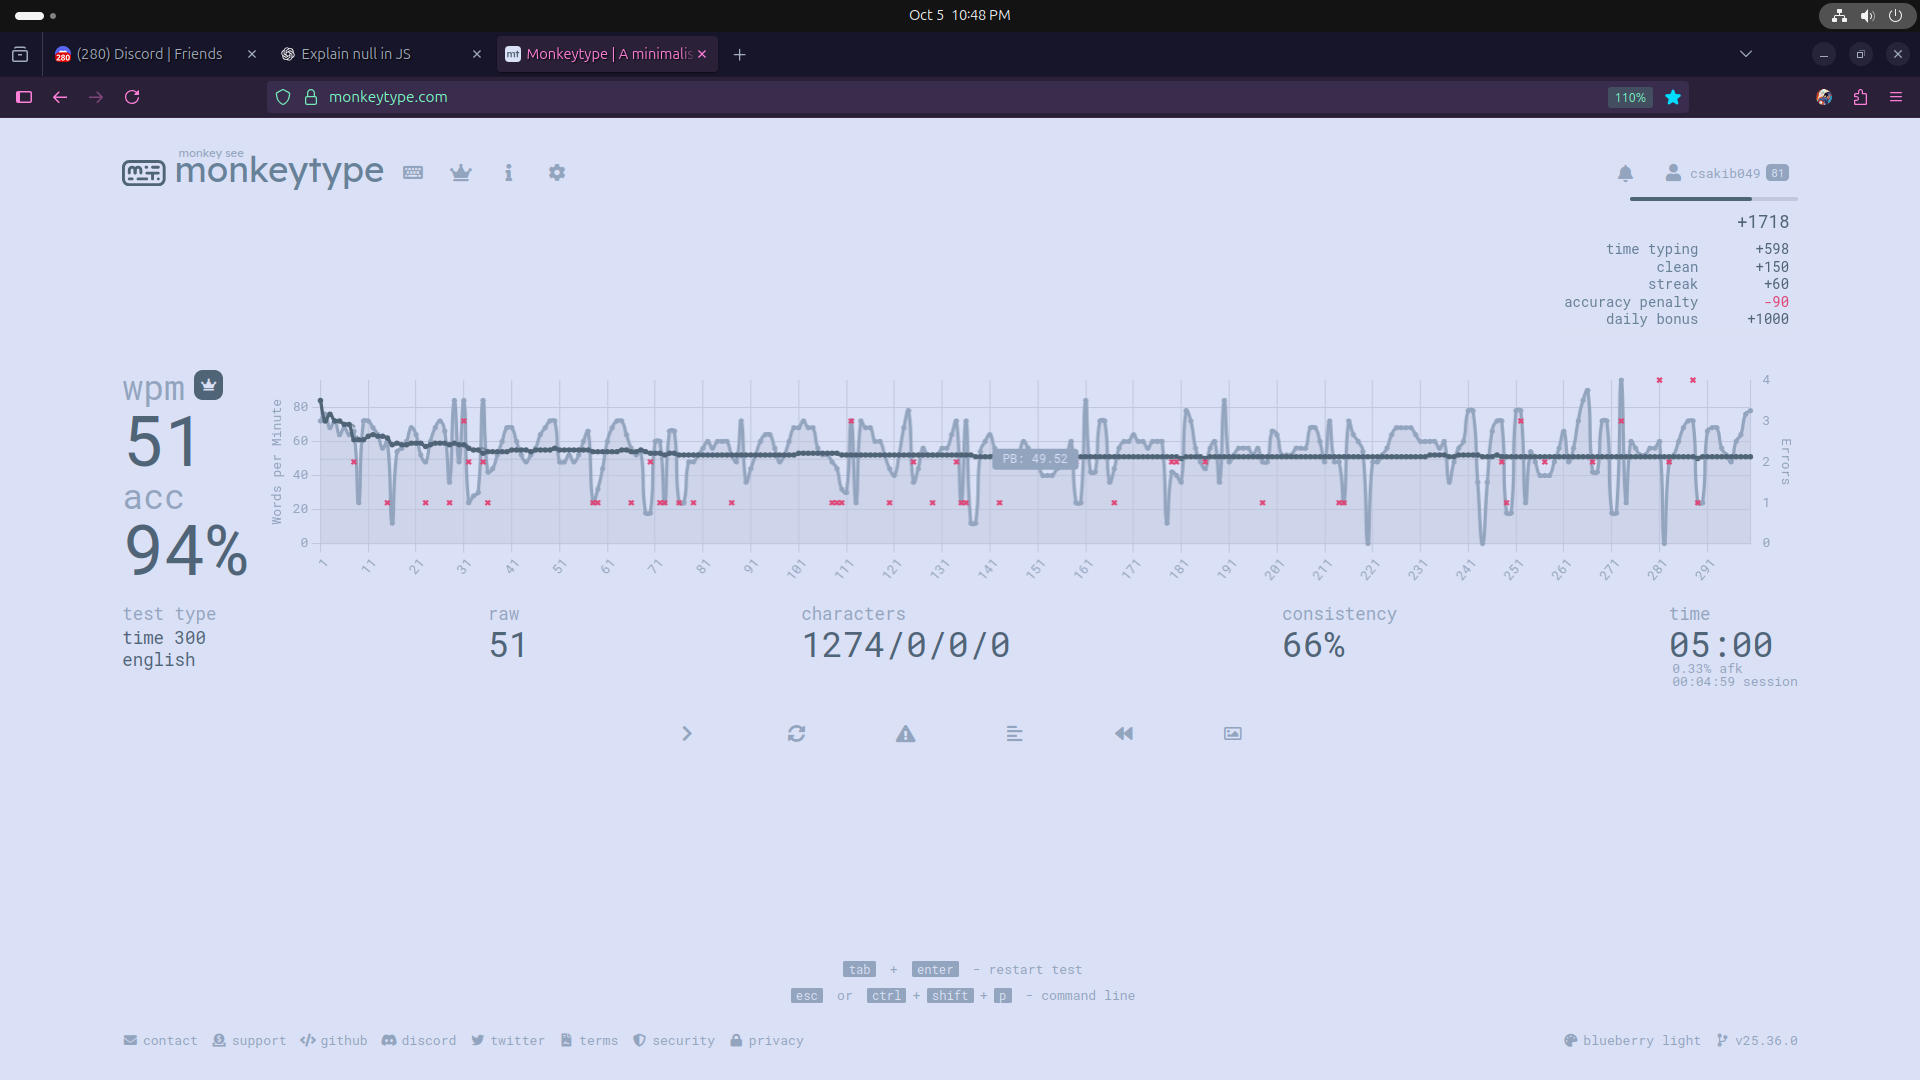 Oct 5 10:48 PM
(280) Discord | Friends
Explain null in JS
mt Monkeytype | A minimalis
280
monkeytype.com
110%
monkey see
monkeytype
csakib049 81
+1718
time typing +598
clean +150
streak +60
accuracy penalty -90
daily bonus +1000
wpm
51
acc
94%
Words per Minute
80
60
40
20
0
PB: 49.52
4
3
2
1
0
Errors
1 11 21 31 41 51 61 71 81 91 101 111 121 131 141 151 161 171 181 191 201 211 221 231 241 251 261 271 281 291
test type
time 300
english
raw
51
characters
1274/0/0/0
consistency
66%
time
05:00
0.33% afk
00:04:59 session
tab + enter - restart test
esc or ctrl + shift + p - command line
contact support github discord twitter terms security privacy
blueberry light v25.36.0